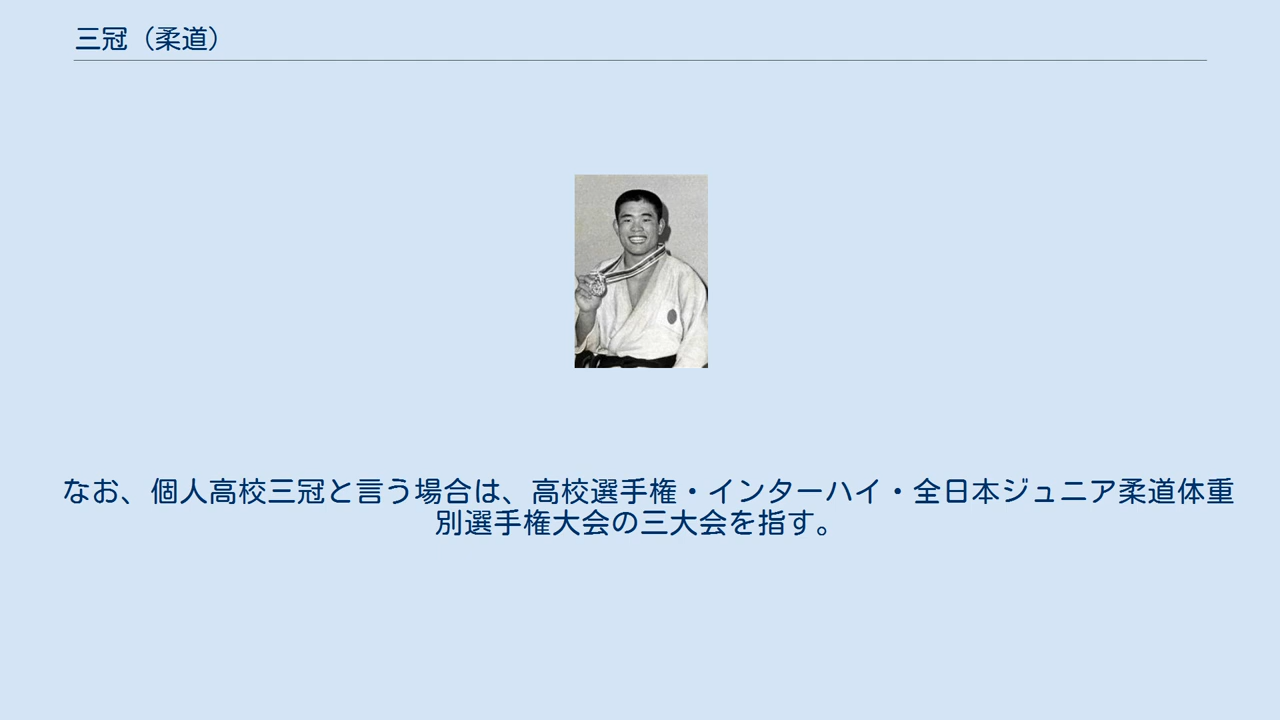 三冠（柔道）
なお、個人高校三冠と言う場合は、高校選手権・インターハイ・全日本ジュニア柔道体重
別選手権大会の三大会を指す。